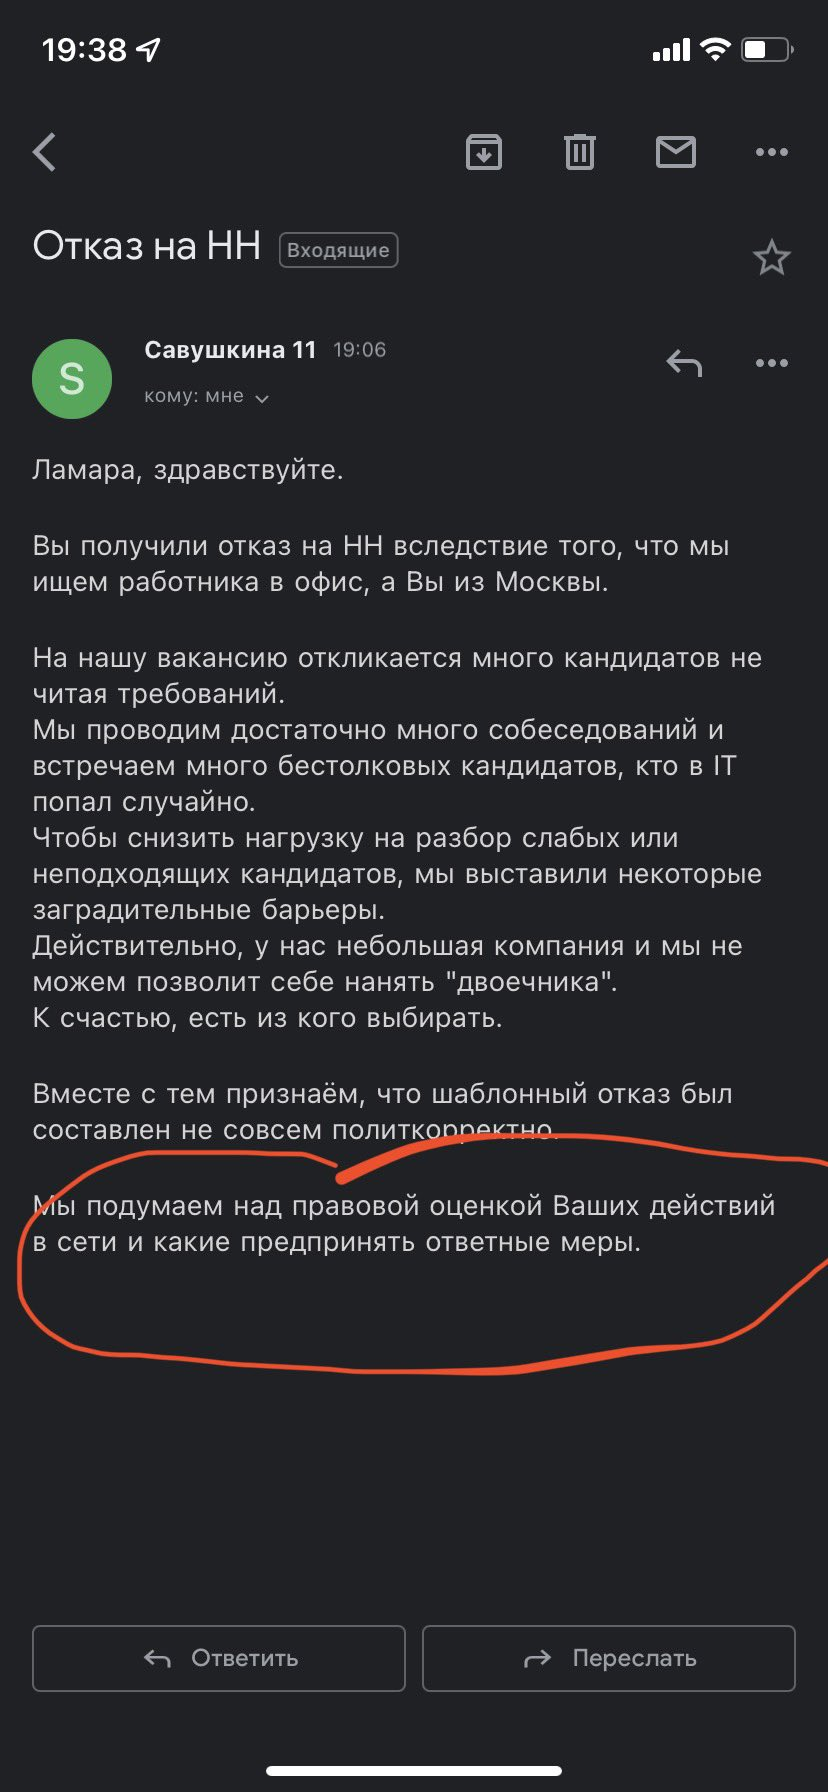 19:38
Отказ на HH Входящие
S
Савушкина 11 19:06
кому: мне
Ламара, здравствуйте.
Вы получили отказ на НН вследствие того, что мы
ищем работника в офис, а Вы из Москвы.
На нашу вакансию откликается много кандидатов не
читая требований.
Мы проводим достаточно много собеседований и
встречаем много бестолковых кандидатов, кто в IT
попал случайно.
Чтобы снизить нагрузку на разбор слабых или
неподходящих кандидатов, мы выставили некоторые
заградительные барьеры.
Действительно, у нас небольшая компания и мы не
можем позволит себе нанять "двоечника".
К счастью, есть из кого выбирать.
Вместе с тем признаём, что шаблонный отказ был
составлен не совсем политкорректно.
Мы подумаем над правовой оценкой Ваших действий
в сети и какие предпринять ответные меры.
Ответить
Переслать